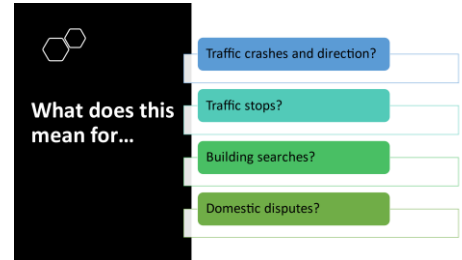 What does this
mean for...
Traffic crashes and direction?
Traffic stops?
Building searches?
Domestic disputes?